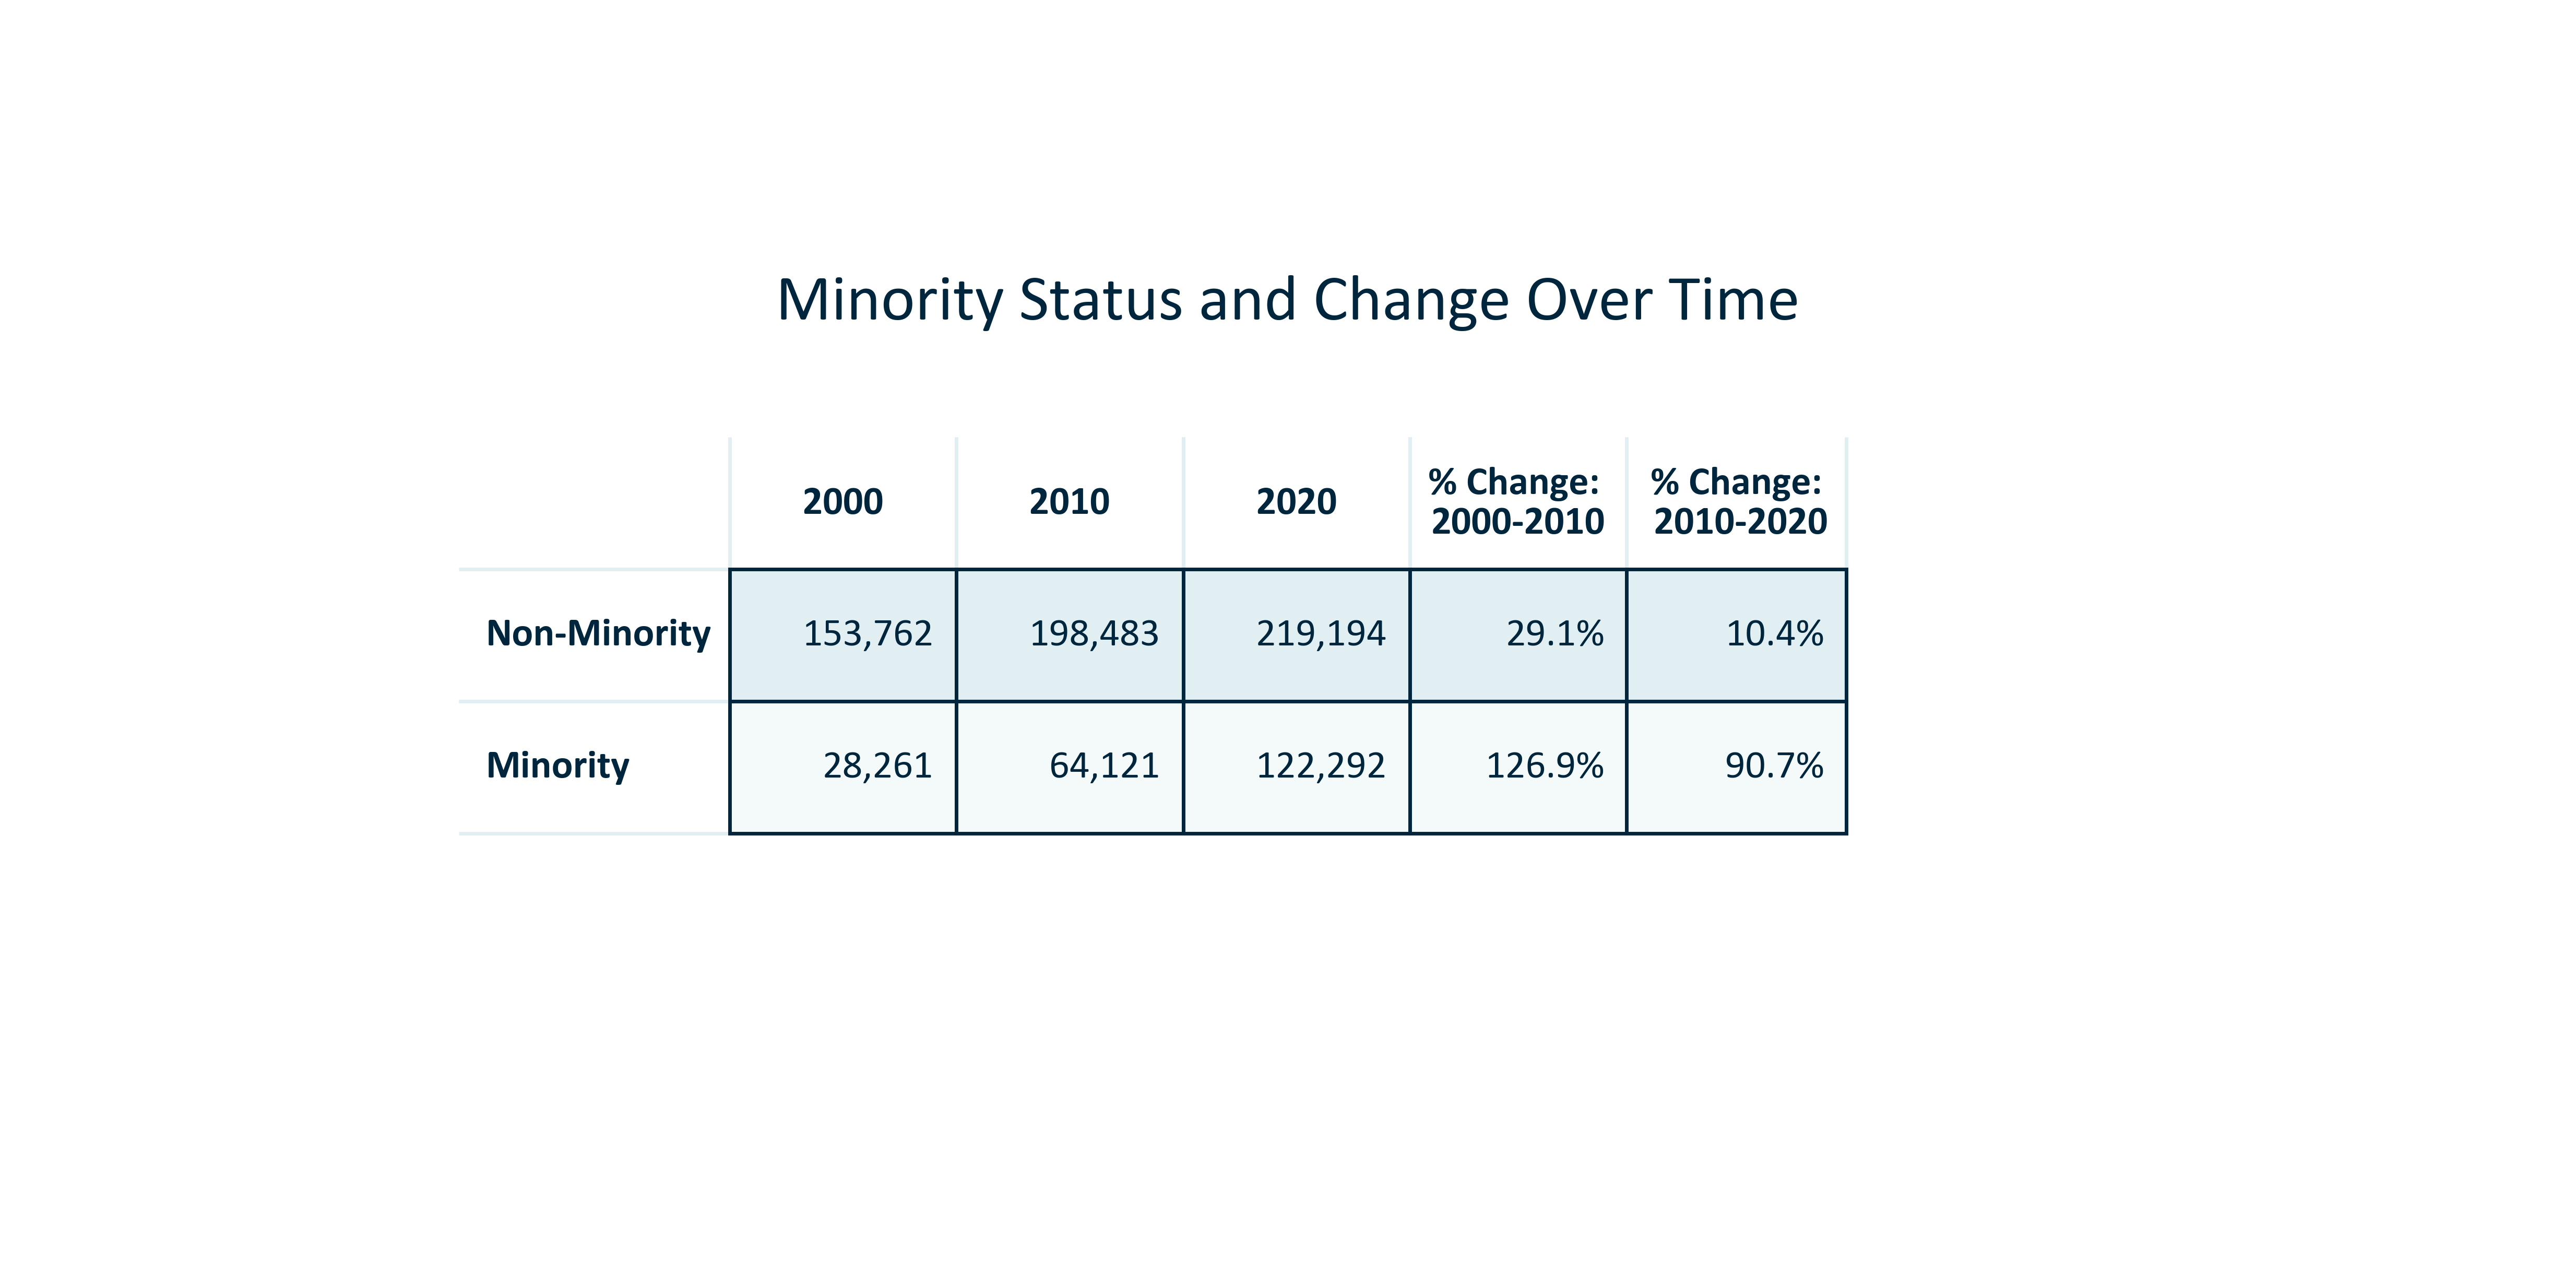 Minority Status and Change Over Time
2000 2010 2020 % Change: 2000-2010 % Change: 2010-2020
Non-Minority 153,762 198,483 219,194 29.1% 10.4%
Minority 28,261 64,121 122,292 126.9% 90.7%